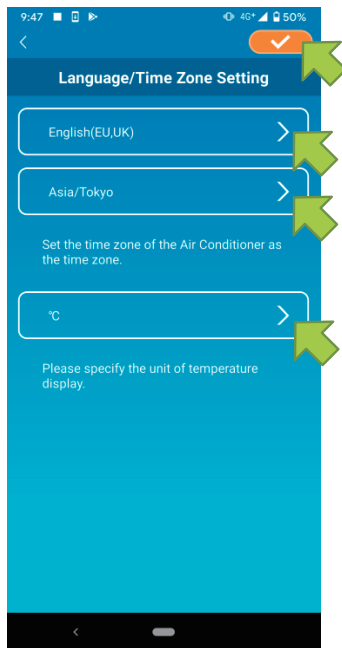 9:47 4G+ 50%
Language/Time Zone Setting
English(EU,UK)
Asia/Tokyo
Set the time zone of the Air Conditioner as
the time zone.
℃
Please specify the unit of temperature
display.